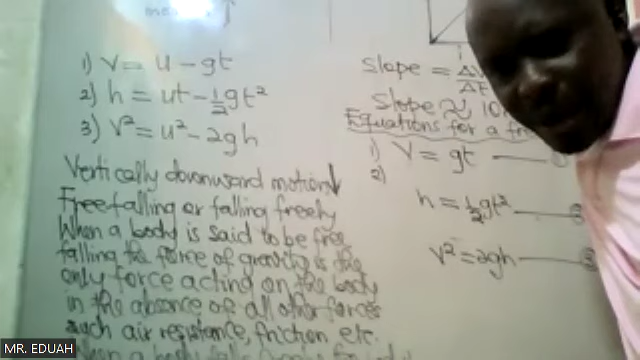 1) V = u - gt
2) h = ut - 1/2gt²
3) V² = u² - 2gh
Vertically downward motion↓
Free falling or falling freely
When a body is said to be free
falling the force of gravity is the
only force acting on the body
in the absence of all other forces
such air resistance, friction etc.
Slope =
Slope ≈ 10
Equations for a
1) V = gt
2)
h = 1/2gt²
V² = 2gh
MR. EDUAH